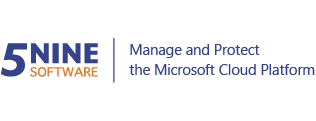 5NINE
SOFTWARE
Manage and Protect
the Microsoft Cloud Platform